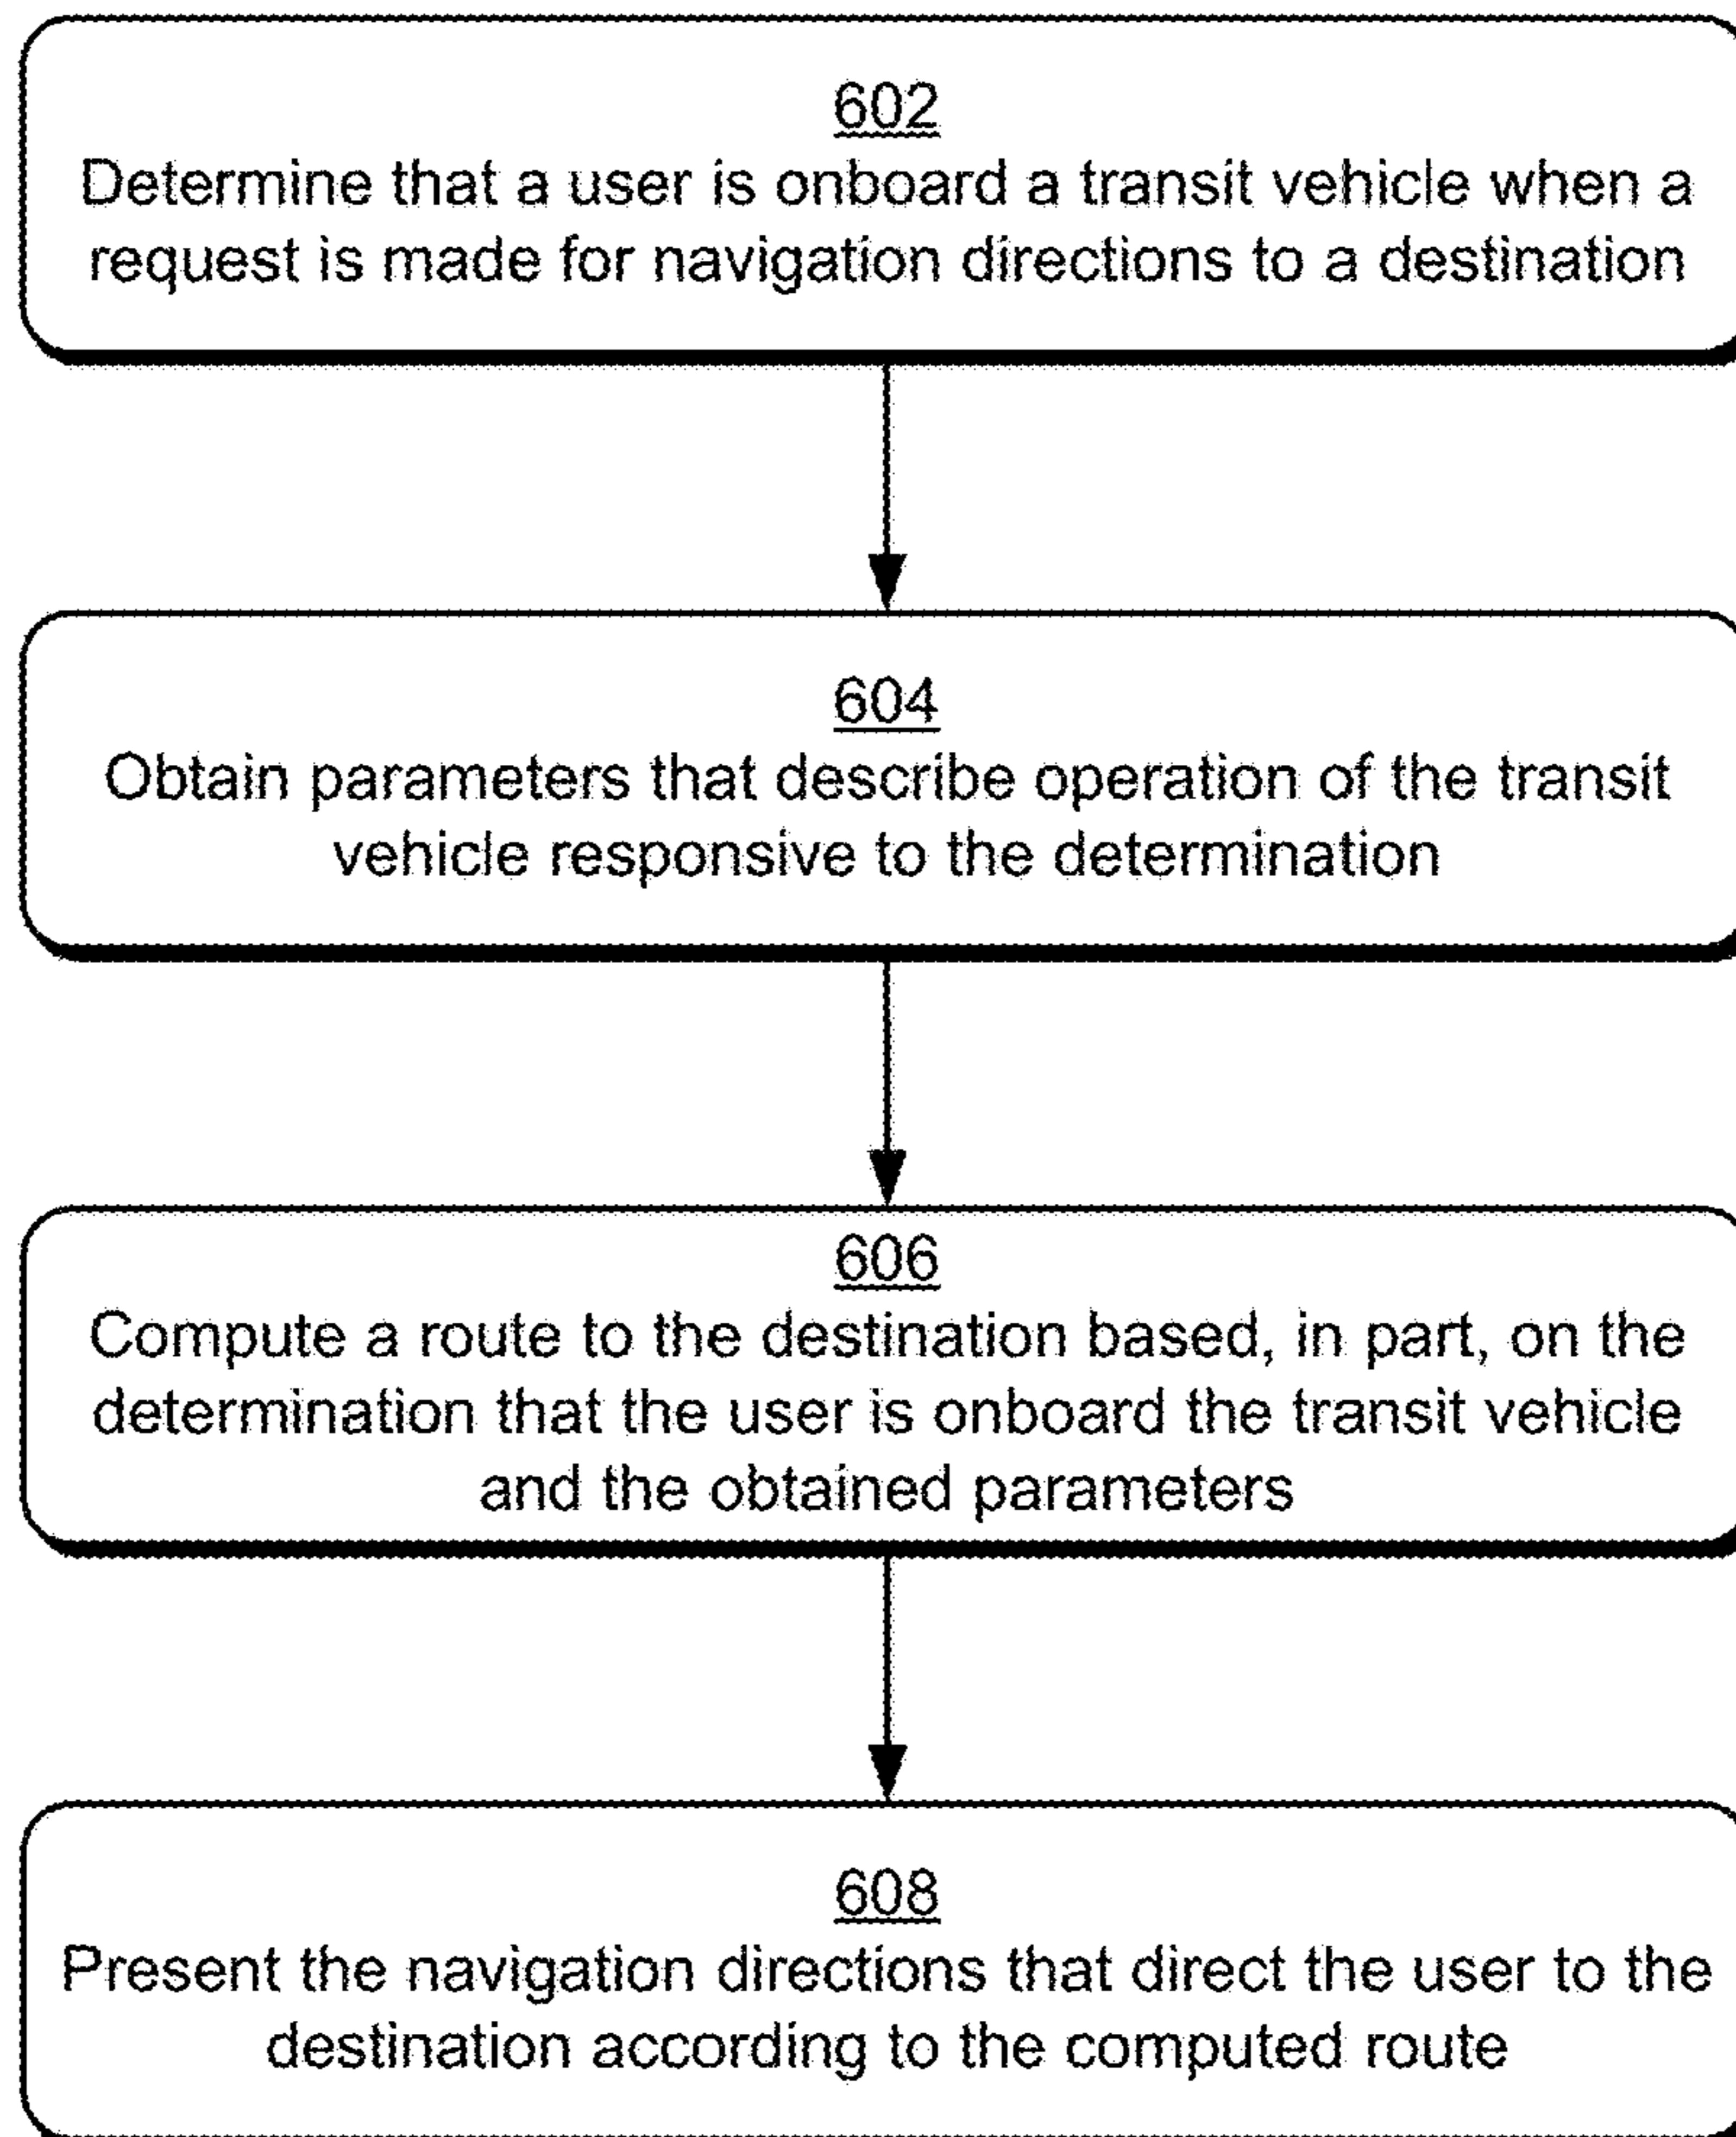 602
Determine that a user is onboard a transit vehicle when a
request is made for navigation directions to a destination
604
Obtain parameters that describe operation of the transit
vehicle responsive to the determination
606
Compute a route to the destination based, in part, on the
determination that the user is onboard the transit vehicle
and the obtained parameters
608
Present the navigation directions that direct the user to the
destination according to the computed route